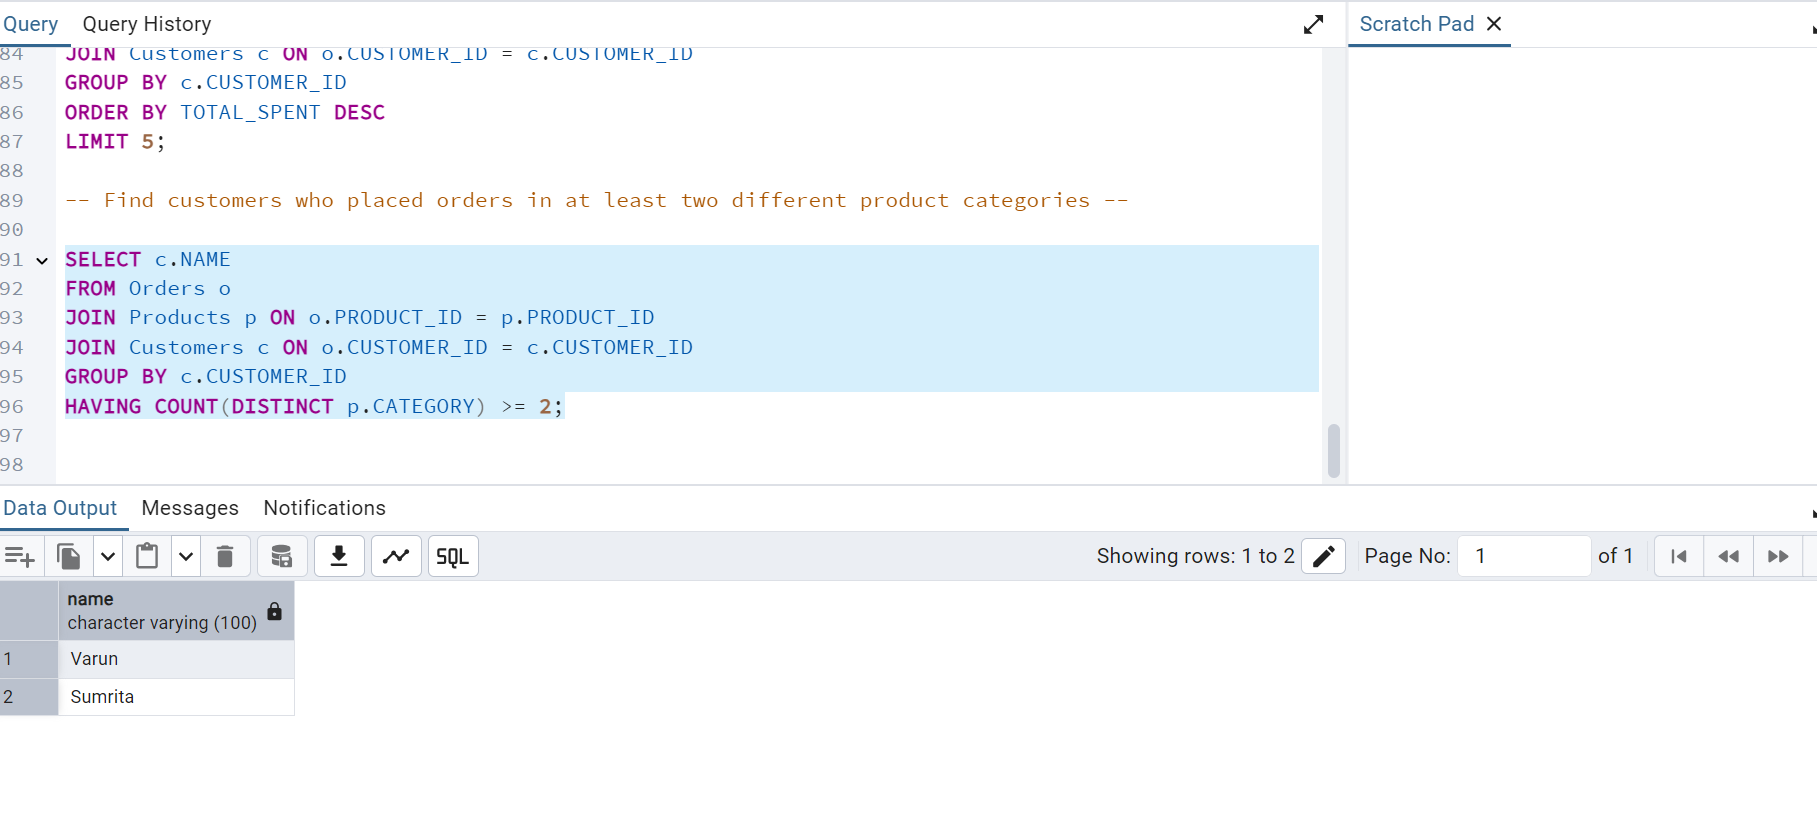 Query Query History Scratch Pad
84 JOIN Customers c ON o.CUSTOMER_ID = c.CUSTOMER_ID
85 GROUP BY c.CUSTOMER_ID
86 ORDER BY TOTAL_SPENT DESC
87 LIMIT 5;
88
89 -- Find customers who placed orders in at least two different product categories --
90
91 SELECT c.NAME
92 FROM Orders o
93 JOIN Products p ON o.PRODUCT_ID = p.PRODUCT_ID
94 JOIN Customers c ON o.CUSTOMER_ID = c.CUSTOMER_ID
95 GROUP BY c.CUSTOMER_ID
96 HAVING COUNT(DISTINCT p.CATEGORY) >= 2;
97
98
Data Output Messages Notifications
SQL Showing rows: 1 to 2 Page No: 1 of 1
name
character varying (100)
1 Varun
2 Sumrita